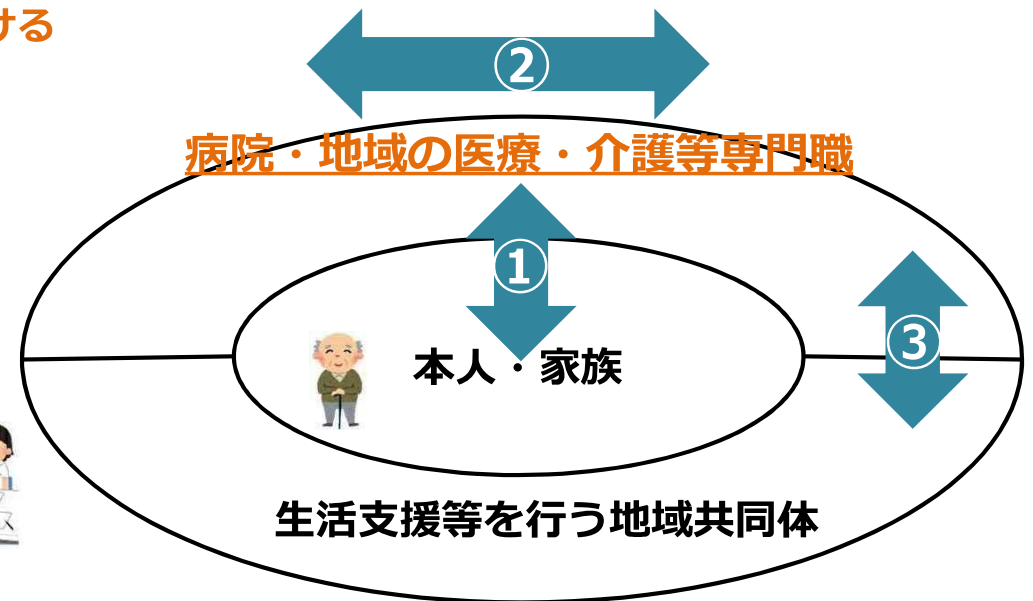 ける
②
病院・地域の医療・介護等専門職
①
③
本人・家族
生活支援等を行う地域共同体